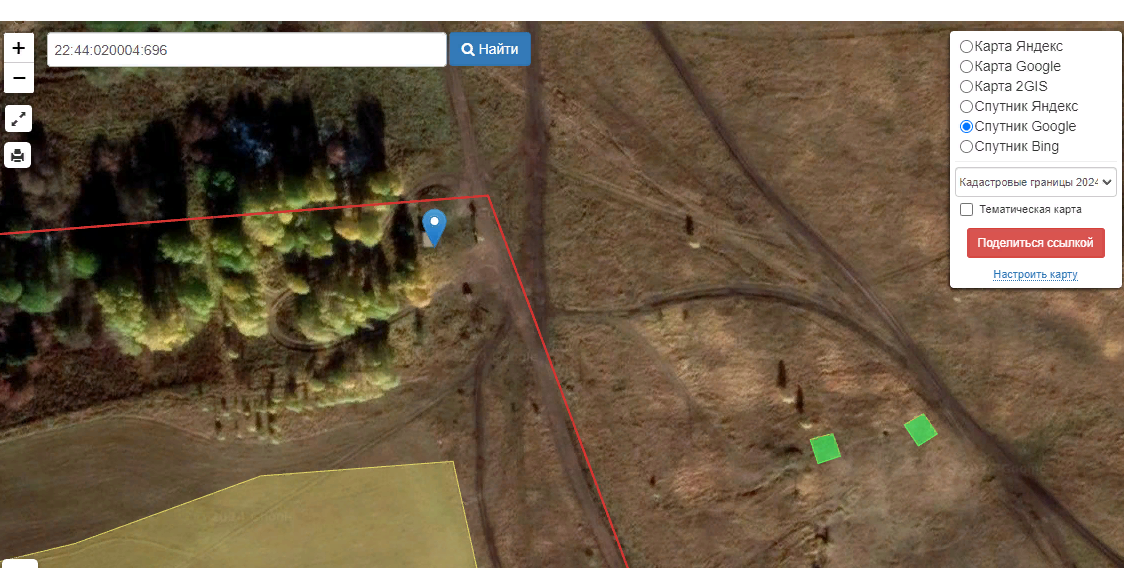 +
22:44:020004:696
Найти
−
Карта Яндекс
Карта Google
Карта 2GIS
Спутник Яндекс
Спутник Google
Спутник Bing
Кадастровые границы 2024
Тематическая карта
Поделиться ссылкой
Настроить карту